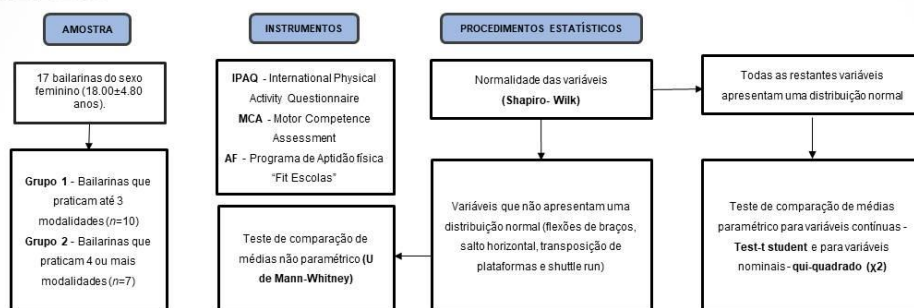 AMOSTRA
17 bailarinas do sexo
feminino (18.00±4.80
anos).
Grupo 1 - Bailarinas que
praticam até 3
modalidades (n=10)
Grupo 2 - Bailarinas que
praticam 4 ou mais
modalidades (n=7)
INSTRUMENTOS
IPAQ - International Physical
Activity Questionnaire
MCA - Motor Competence
Assessment
AF - Programa de Aptidão física
“Fit Escolas”
Teste de comparação de
médias não paramétrico (U
de Mann-Whitney)
PROCEDIMENTOS ESTATÍSTICOS
Normalidade das variáveis
(Shapiro- Wilk)
Variáveis que não apresentam uma
distribuição normal (flexões de braços,
salto horizontal, transposição de
plataformas e shuttle run)
Todas as restantes variáveis
apresentam uma distribuição normal
Teste de comparação de médias
paramétrico para variáveis contínuas -
Test-t student e para variáveis
nominais - qui-quadrado (χ2)